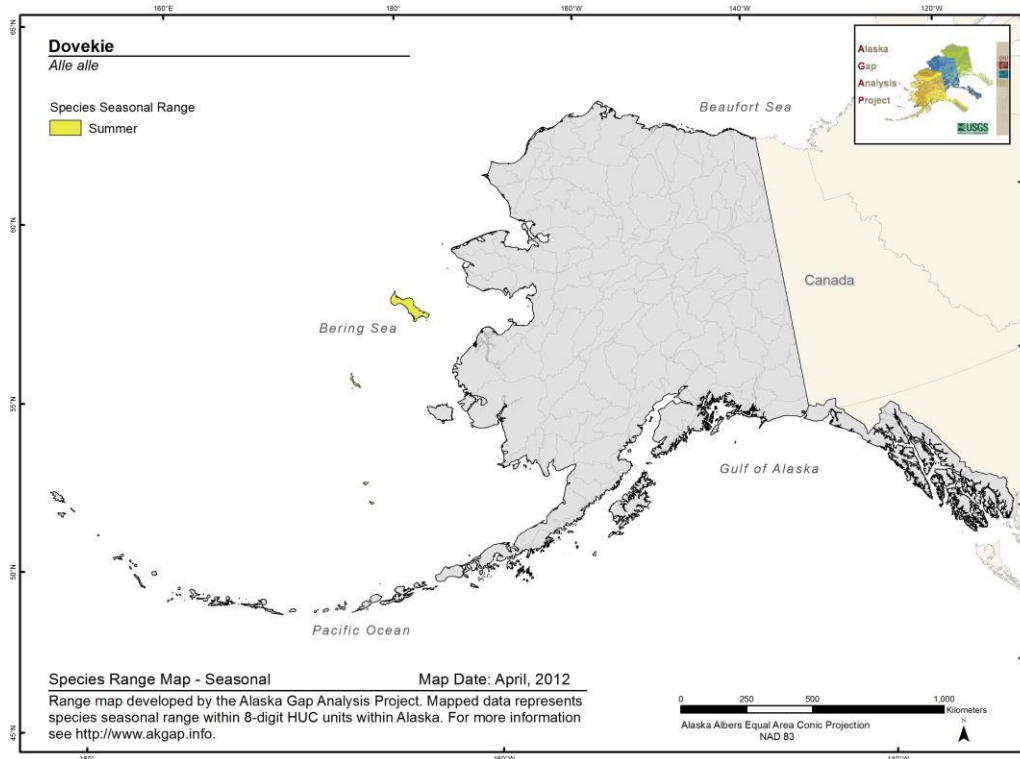 160°E
180°
160°W
140°W
120°W
65°N
60°N
55°N
50°N
45°N
Dovekie
Alle alle
Species Seasonal Range
Summer
Beaufort Sea
Alaska
Gap
Analysis
Project
USGS
Canada
Bering Sea
Gulf of Alaska
Pacific Ocean
Species Range Map - Seasonal Map Date: April, 2012
Range map developed by the Alaska Gap Analysis Project. Mapped data represents
species seasonal range within 8-digit HUC units within Alaska. For more information
see http://www.akgap.info.
0 250 500 1,000
Kilometers
Alaska Albers Equal Area Conic Projection
NAD 83
N
180°
160°W
140°W